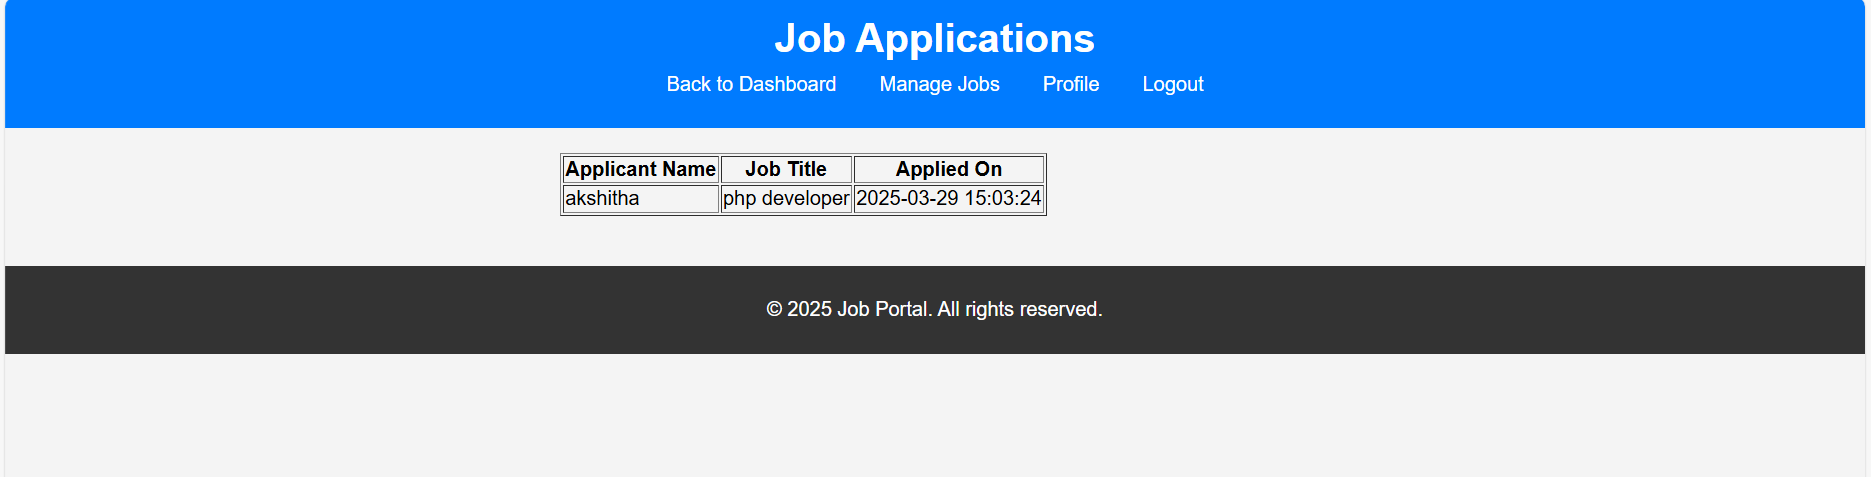 Job Applications
Back to Dashboard Manage Jobs Profile Logout
Applicant Name Job Title Applied On
akshitha php developer 2025-03-29 15:03:24
© 2025 Job Portal. All rights reserved.